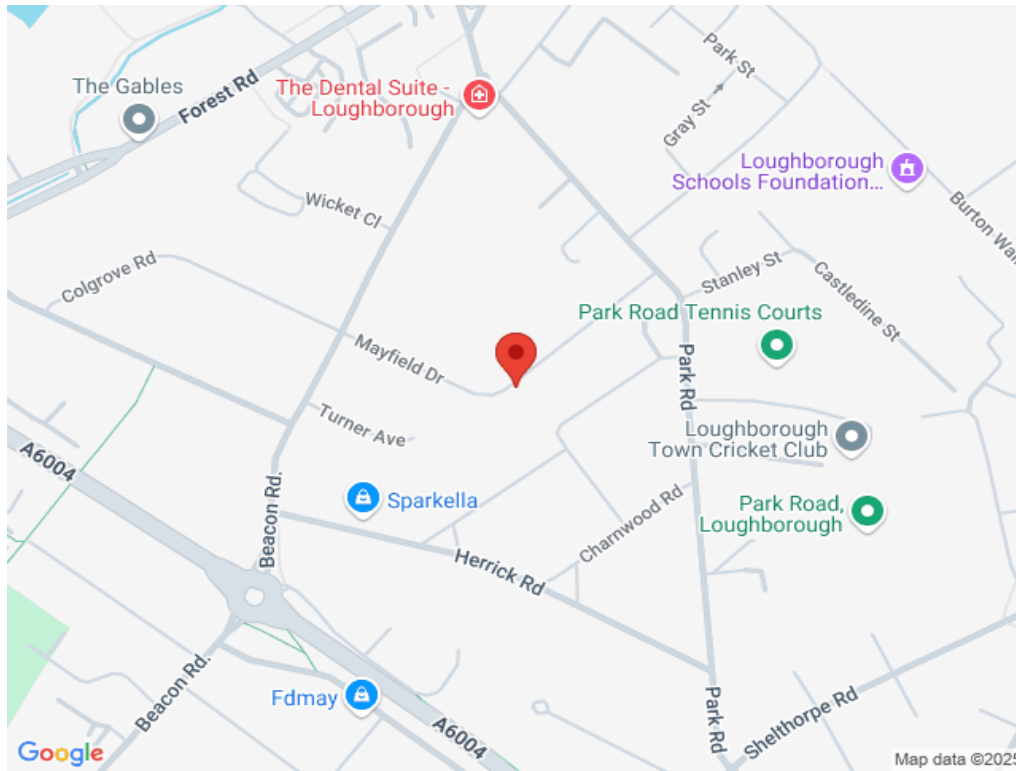 Park St
The Gables
Forest Rd
The Dental Suite -
Loughborough
Gray St
Loughborough
Schools Foundation...
Wicket Cl
Burton Wal
Colgrove Rd
Stanley St
Castledine St
Park Road Tennis Courts
Mayfield Dr
Park Rd
Turner Ave
Loughborough
Town Cricket Club
A6004
Beacon Rd.
Sparkella
Charnwood Rd
Park Road,
Loughborough
Herrick Rd
Beacon Rd.
Fdmay
A6004
Park Rd
Shelthorpe Rd
Google
Map data ©2025